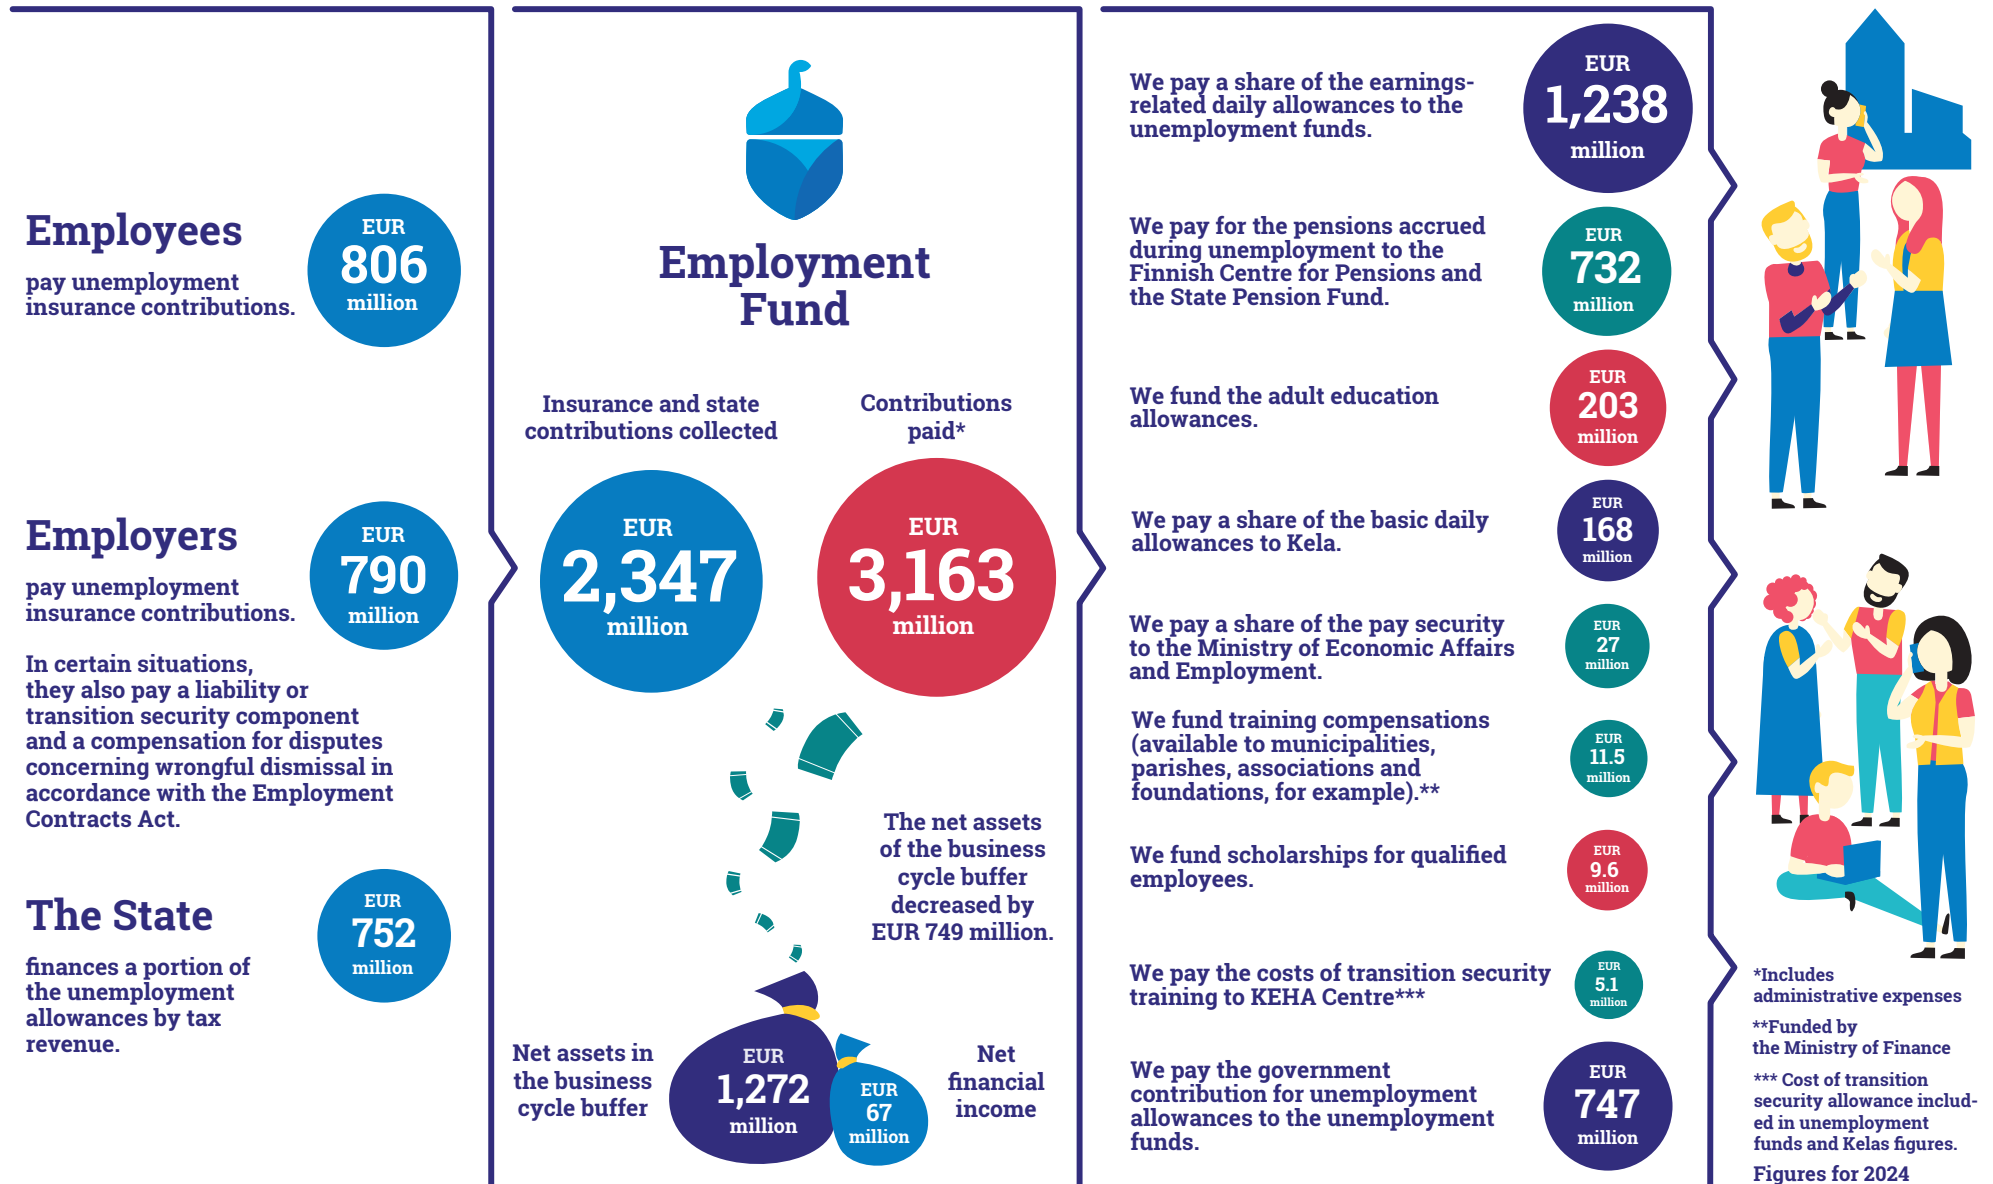 Employees
pay unemployment
insurance contributions.
EUR
806
million
Employers
pay unemployment
insurance contributions.
EUR
790
million
In certain situations,
they also pay a liability or
transition security component
and a compensation for disputes
concerning wrongful dismissal in
accordance with the Employment
Contracts Act.
The State
finances a portion of
the unemployment
allowances by tax
revenue.
EUR
752
million
Employment
Fund
Insurance and state
contributions collected
EUR
2,347
million
Contributions
paid*
EUR
3,163
million
The net assets
of the business
cycle buffer
decreased by
EUR 749 million.
Net assets in
the business
cycle buffer
EUR
1,272
million
EUR
67
million
Net
financial
income
We pay a share of the earnings-
related daily allowances to the
unemployment funds.
EUR
1,238
million
We pay for the pensions accrued
during unemployment to the
Finnish Centre for Pensions and
the State Pension Fund.
EUR
732
million
We fund the adult education
allowances.
EUR
203
million
We pay a share of the basic daily
allowances to Kela.
EUR
168
million
We pay a share of the pay security
to the Ministry of Economic Affairs
and Employment.
EUR
27
million
We fund training compensations
(available to municipalities,
parishes, associations and
foundations, for example).**
EUR
11.5
million
We fund scholarships for qualified
employees.
EUR
9.6
million
We pay the costs of transition security
training to KEHA Centre***
EUR
5.1
million
We pay the government
contribution for unemployment
allowances to the unemployment
funds.
EUR
747
million
*Includes
administrative expenses
**Funded by
the Ministry of Finance
*** Cost of transition
security allowance includ-
ed in unemployment
funds and Kelas figures.
Figures for 2024